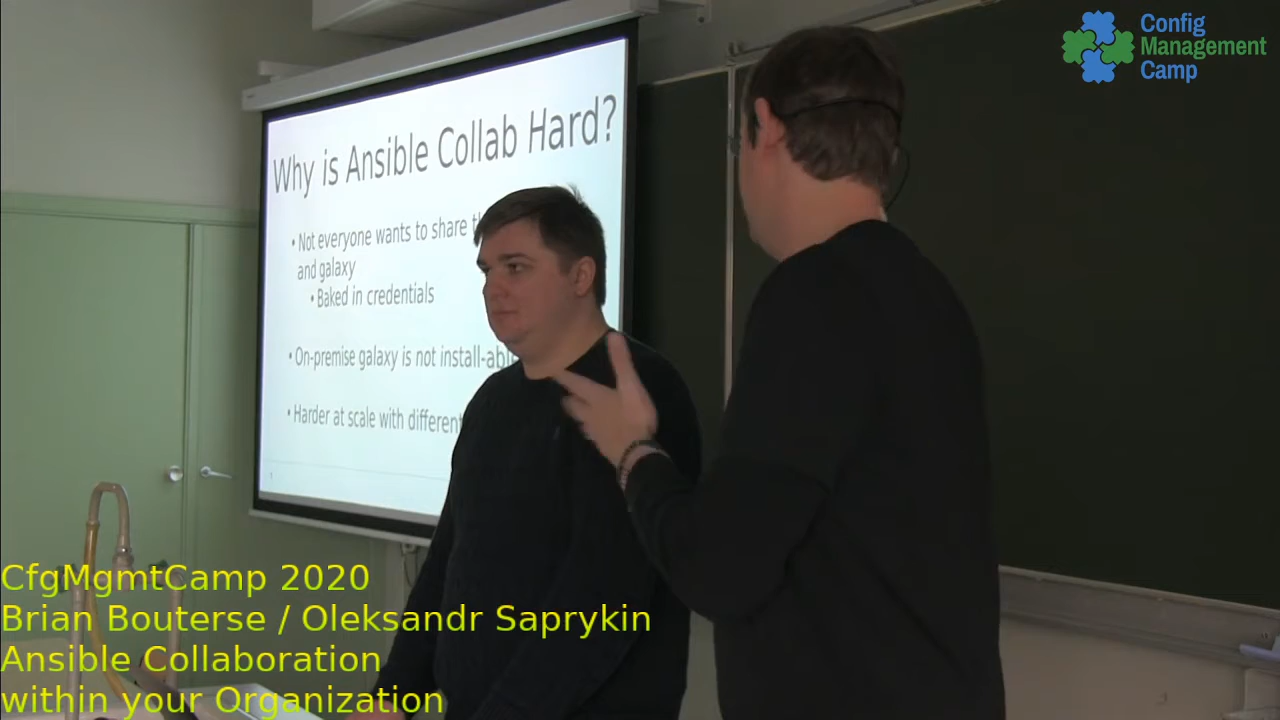 Config
Management
Camp
Why is Ansible Collab Hard?
• Not everyone wants to share
and galaxy
• Baked in credentials
• On-premise galaxy is not install-abl
• Harder at scale with different
CfgMgmtCamp 2020
Brian Bouterse / Oleksandr Saprykin
Ansible Collaboration
within your Organization